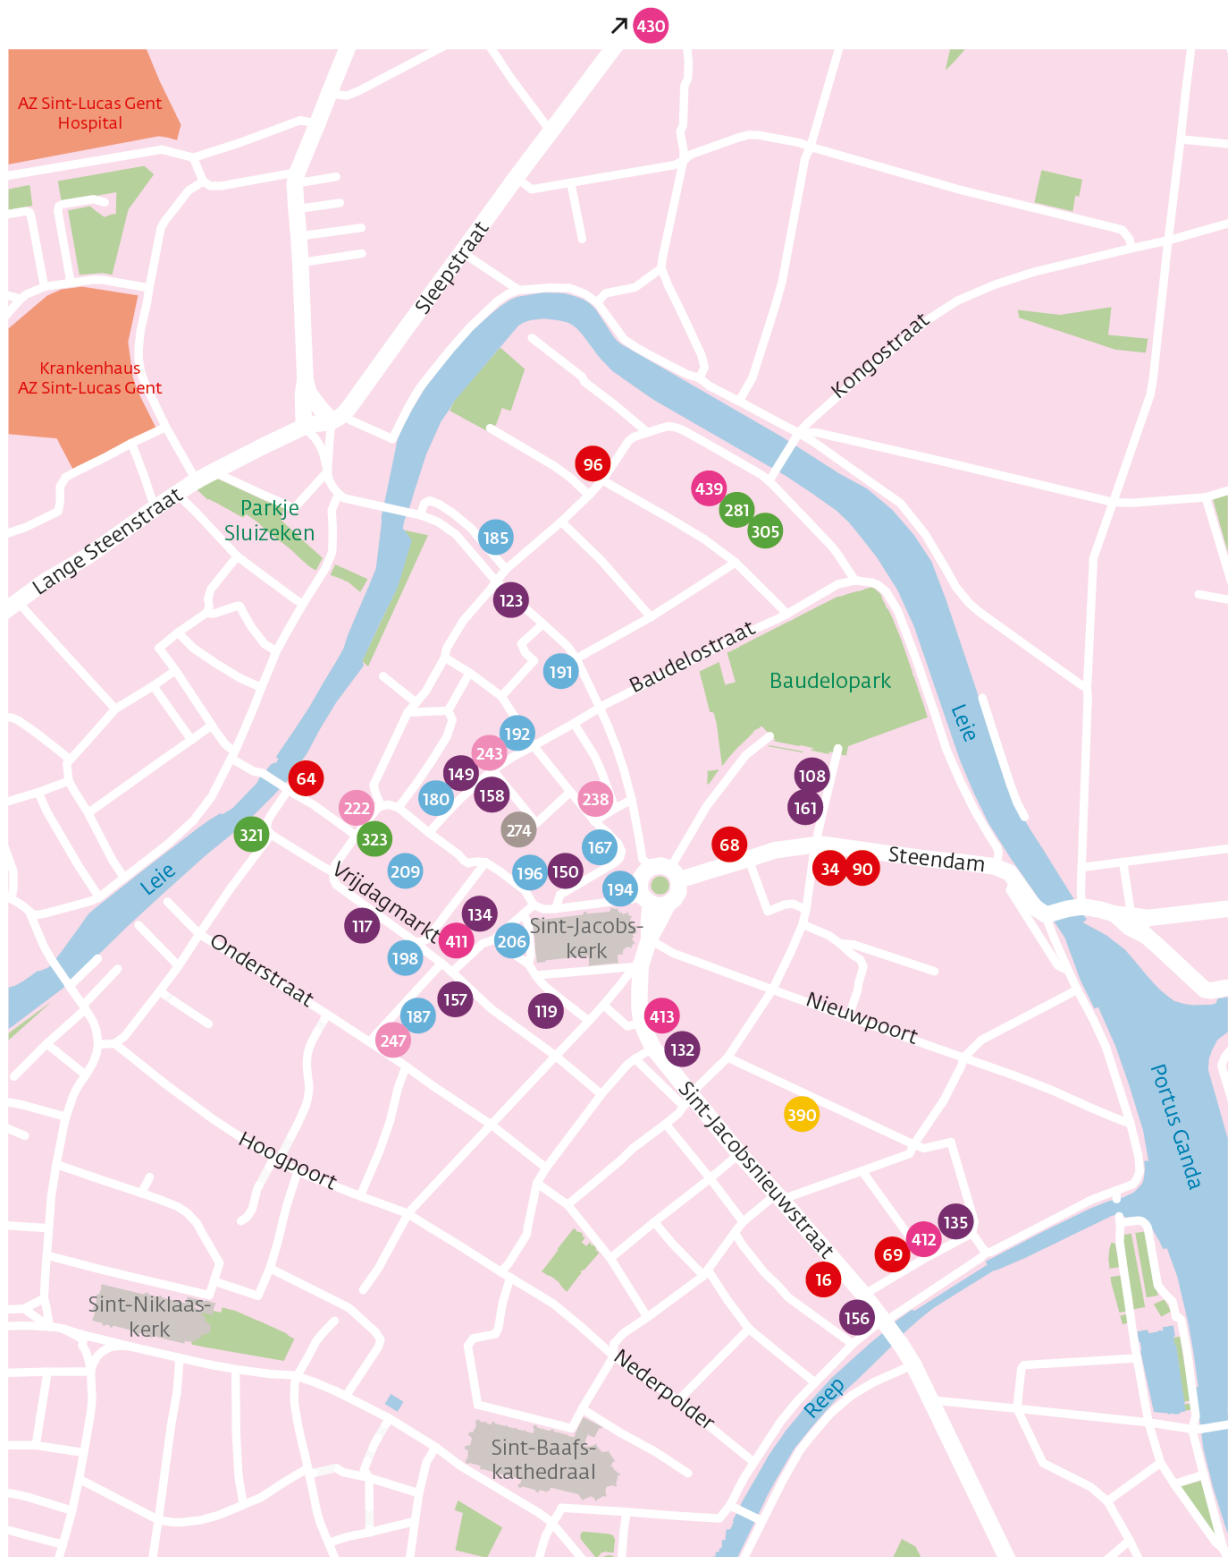 ↗ 430
AZ Sint-Lucas Gent
Hospital
Sleepstraat
Kongostraat
Krankenhaus
AZ Sint-Lucas Gent
96
439
Parkje
Sluizeken
281
305
Lange Steenstraat
185
123
Baudelostraat
191
Baudelopark
Leie
192
243
149
108
64
158
180
238
222
161
274
321
323
68
167
Steendam
209
196
150
34
90
Leie
194
Vrijdagmarkt
134
117
411
206
Sint-Jacobs-
kerk
198
Onderstraat
157
119
187
413
Nieuwpoort
247
132
390
Portus Ganda
Sint-Jacobsnieuwstraat
Hoogpoort
135
412
69
16
Sint-Niklaas-
kerk
156
Nederpolder
Reep
Sint-Baafs-
kathedraal